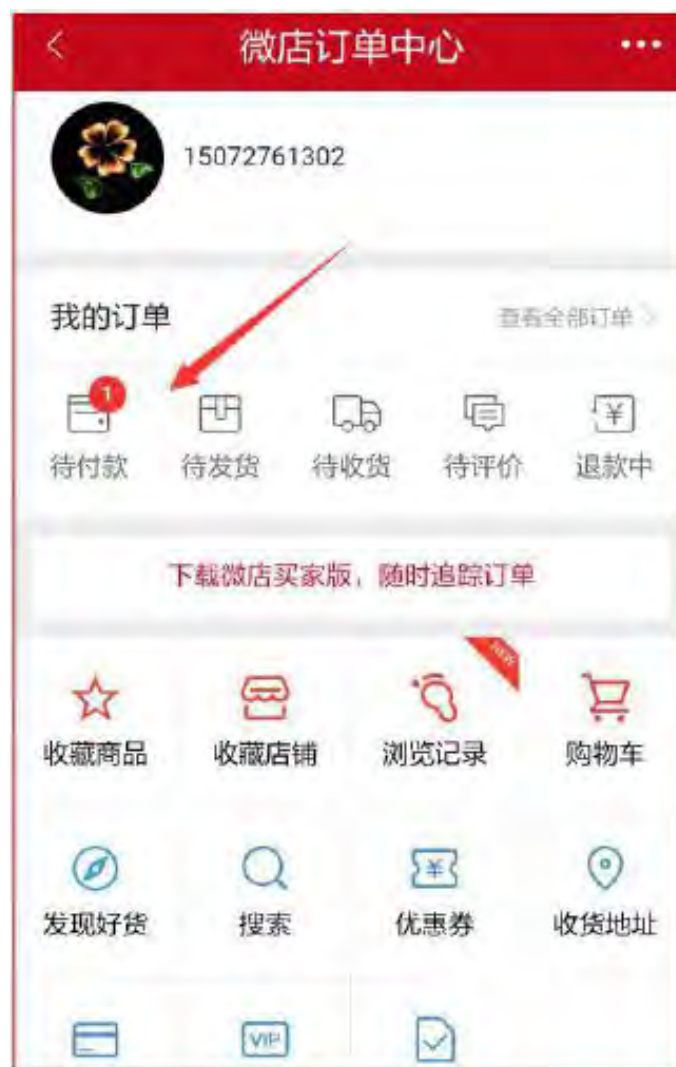 微店订单中心
15072761302
我的订单 查看全部订单
1
待付款 待发货 待收货 待评价 退款中
下载微店买家版，随时追踪订单
NEW
收藏商品 收藏店铺 浏览记录 购物车
发现好货 搜索 优惠券 收货地址
VIP